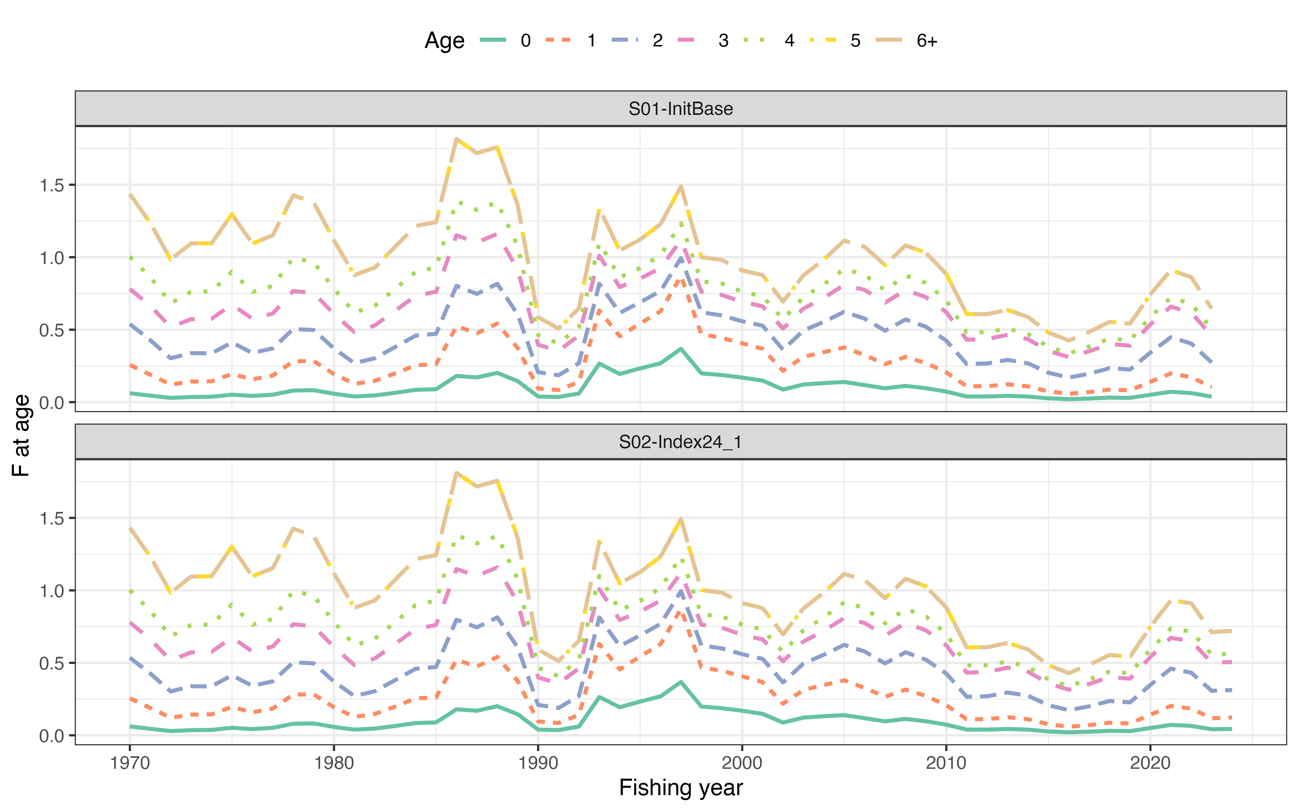 Age 0 1 2 3 4 5 6+
S01-InitBase
1.5
1.0
0.5
0.0
F at age
S02-Index24_1
1.5
1.0
0.5
0.0
1970 1980 1990 2000 2010 2020
Fishing year